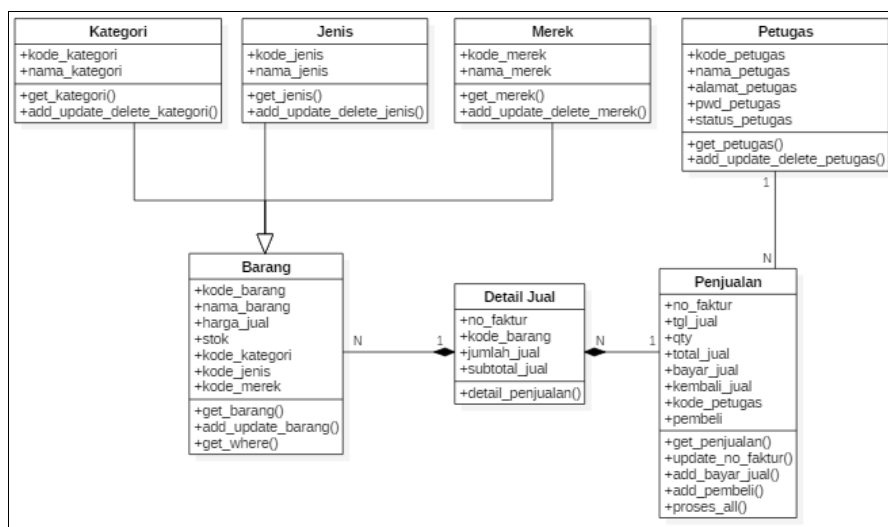 Kategori
+kode_kategori
+nama_kategori
+get_kategori()
+add_update_delete_kategori()
Jenis
+kode_jenis
+nama_jenis
+get_jenis()
+add_update_delete_jenis()
Merek
+kode_merek
+nama_merek
+get_merek()
+add_update_delete_merek()
Petugas
+kode_petugas
+nama_petugas
+alamat_petugas
+pwd_petugas
+status_petugas
+get_petugas()
+add_update_delete_petugas()
1
N
Barang
+kode_barang
+nama_barang
+harga_jual
+stok
+kode_kategori
+kode_jenis
+kode_merek
+get_barang()
+add_update_barang()
+get_where()
N
1
Detail Jual
+no_faktur
+kode_barang
+jumlah_jual
+subtotal_jual
+detail_penjualan()
N
1
Penjualan
+no_faktur
+tgl_jual
+qty
+total_jual
+bayar_jual
+kembali_jual
+kode_petugas
+pembeli
+get_penjualan()
+update_no_faktur()
+add_bayar_jual()
+add_pembeli()
+proses_all()